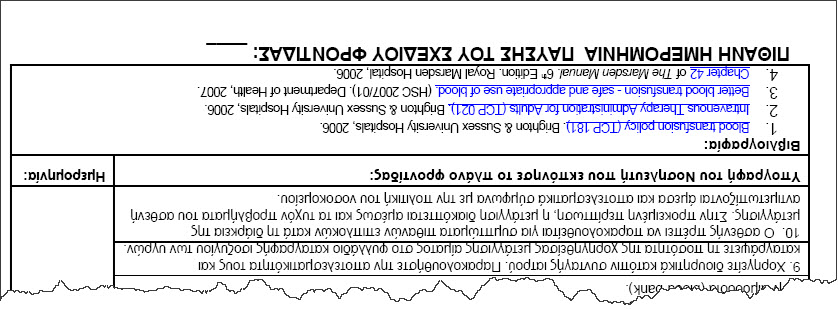 bank).
9. Χορηγείτε διουρητικά κατόπιν συνταγής ιατρού. Παρακολουθήστε την αποτελεσματικότητα τους και
καταγράψετε τη ποσότητα της χορηγηθείσας μετάγγισης αίματος στο φυλλάδιο καταγραφής ισοζυγίου των υγρών.
10. Ο ασθενής πρέπει να παρακολουθείται για συμπτώματα πιθανών επιπλοκών κατά τη διάρκεια της
μετάγγισης. Στην προκειμένη περίπτωση, η μετάγγιση διακόπτεται αμέσως και τα τυχόν προβλήματα του ασθενή
αντιμετωπίζονται άμεσα και αποτελεσματικά σύμφωνα με την πολιτική του νοσοκομείου.
Υπογραφή του Νοσηλευτή που εκπόνησε το πλάνο φροντίδας: Ημερομηνία:
Βιβλιογραφία:
1. Blood transfusion policy (TCP 181). Brighton & Sussex University Hospitals, 2006.
2. Intravenous Therapy Administration for Adults (TCP 021). Brighton & Sussex University Hospitals, 2006.
3. Better blood transfusion - safe and appropriate use of blood. (HSC 2007/01). Department of Health, 2007.
4. Chapter 42 of The Marsden Manual. 6th Edition. Royal Marsden Hospital, 2006.
ΠΙΘΑΝΗ ΗΜΕΡΟΜΗΝΙΑ ΠΑΥΣΗΣ ΤΟΥ ΣΧΕΔΙΟΥ ΦΡΟΝΤΙΔΑΣ: ____